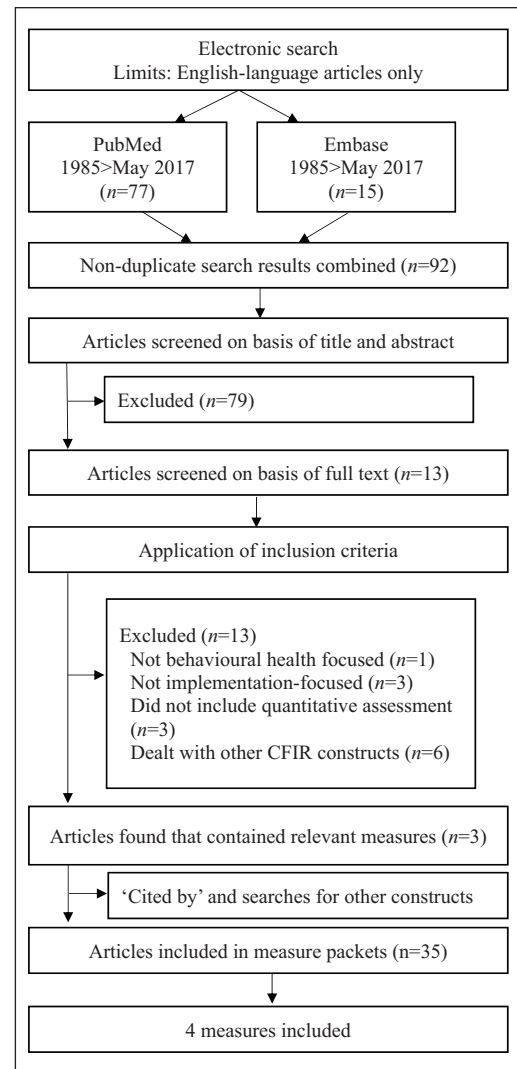 Electronic search
Limits: English-language articles only
PubMed
1985>May 2017
(n=77)
Embase
1985>May 2017
(n=15)
Non-duplicate search results combined (n=92)
Articles screened on basis of title and abstract
Excluded (n=79)
Articles screened on basis of full text (n=13)
Application of inclusion criteria
Excluded (n=13)
Not behavioural health focused (n=1)
Not implementation-focused (n=3)
Did not include quantitative assessment
(n=3)
Dealt with other CFIR constructs (n=6)
Articles found that contained relevant measures (n=3)
‘Cited by’ and searches for other constructs
Articles included in measure packets (n=35)
4 measures included